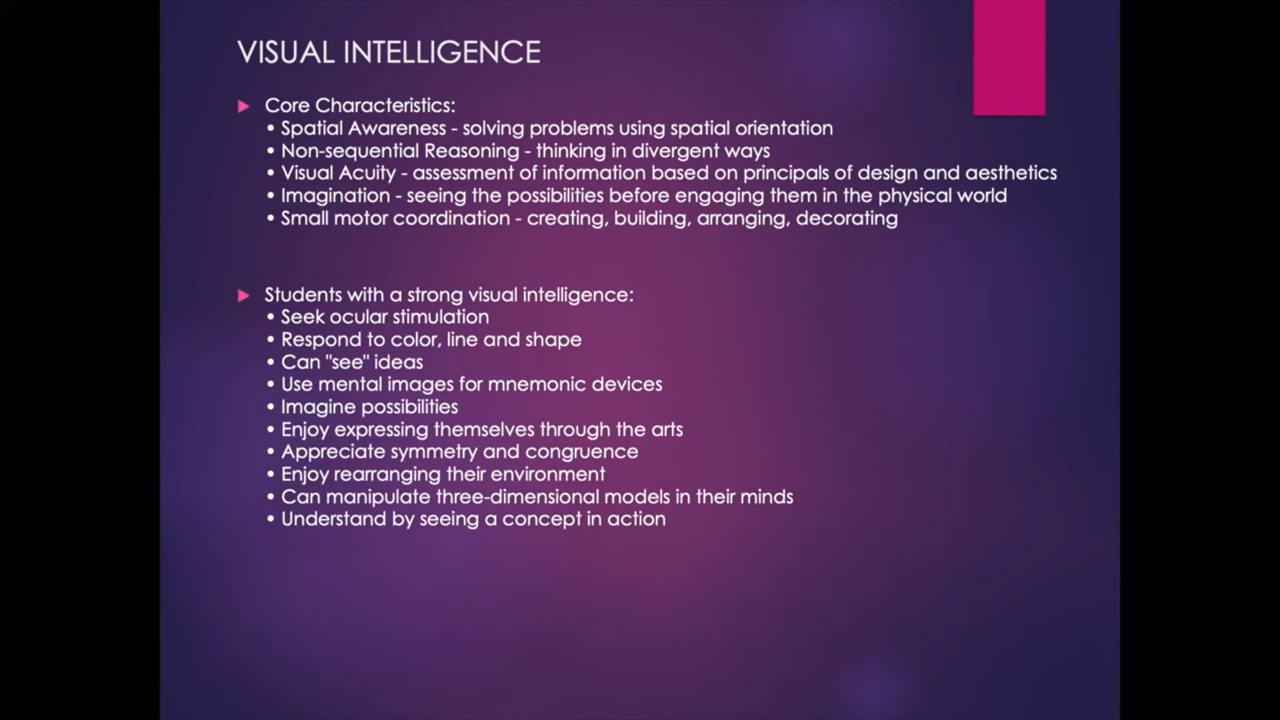 VISUAL INTELLIGENCE
Core Characteristics:
• Spatial Awareness - solving problems using spatial orientation
• Non-sequential Reasoning - thinking in divergent ways
• Visual Acuity - assessment of information based on principals of design and aesthetics
• Imagination - seeing the possibilities before engaging them in the physical world
• Small motor coordination - creating, building, arranging, decorating
Students with a strong visual intelligence:
• Seek ocular stimulation
• Respond to color, line and shape
• Can "see" ideas
• Use mental images for mnemonic devices
• Imagine possibilities
• Enjoy expressing themselves through the arts
• Appreciate symmetry and congruence
• Enjoy rearranging their environment
• Can manipulate three-dimensional models in their minds
• Understand by seeing a concept in action